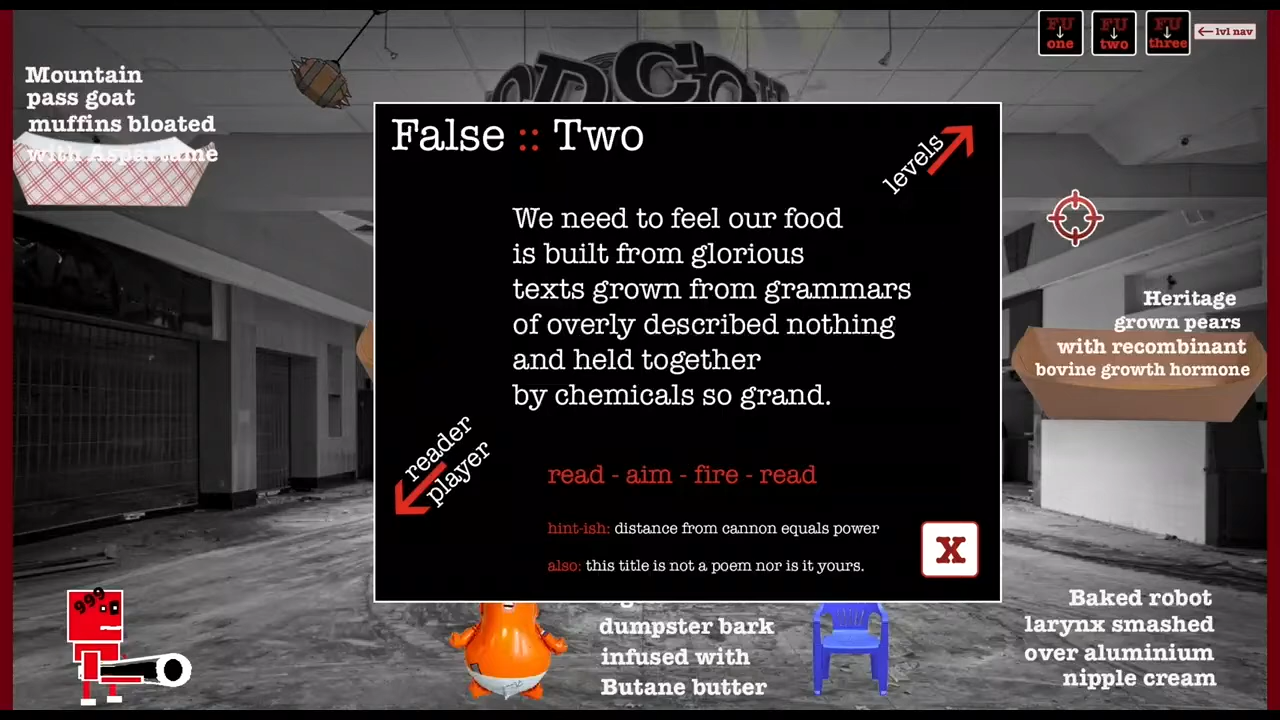 FU
one
FU
two
FU
three
lvl nav
Mountain
pass goat
muffins bloated
with Aspartame
False :: Two
levels
We need to feel our food
is built from glorious
texts grown from grammars
of overly described nothing
and held together
by chemicals so grand.
reader
player
read - aim - fire - read
hint-ish: distance from cannon equals power
also: this title is not a poem nor is it yours.
X
Heritage
grown pears
with recombinant
bovine growth hormone
999
dumpster bark
infused with
Butane butter
Baked robot
larynx smashed
over aluminium
nipple cream